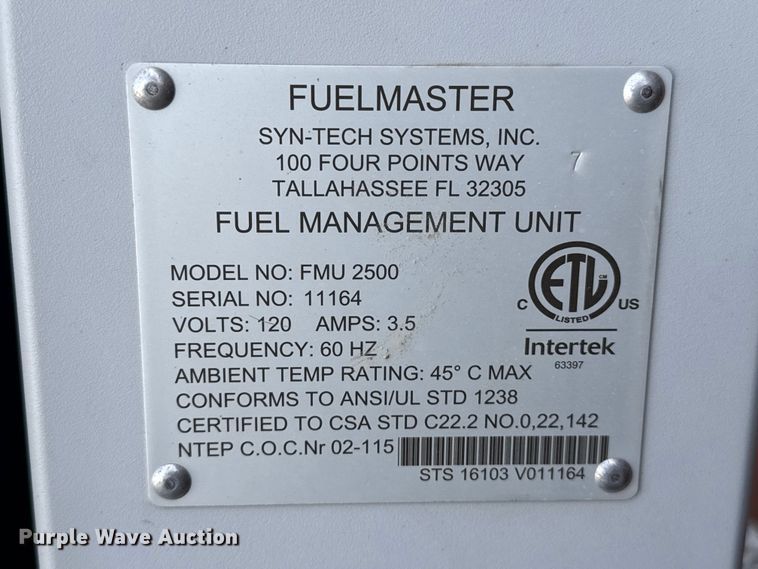 FUELMASTER
SYN-TECH SYSTEMS, INC.
100 FOUR POINTS WAY 7
TALLAHASSEE FL 32305
FUEL MANAGEMENT UNIT
MODEL NO: FMU 2500
SERIAL NO: 11164
VOLTS: 120 AMPS: 3.5
FREQUENCY: 60 HZ
AMBIENT TEMP RATING: 45° C MAX
CONFORMS TO ANSI/UL STD 1238
CERTIFIED TO CSA STD C22.2 NO.0,22,142
NTEP C.O.C.Nr 02-115
STS 16103 V011164
ETL CM
C LISTED US
Intertek
63397
Purple Wave Auction